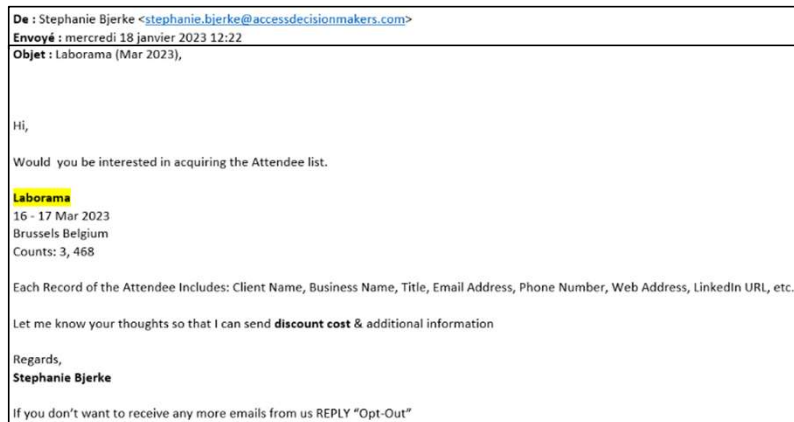 De : Stephanie Bjerke <stephanie.bjerke@accessdecisionmakers.com>
Envoyé : mercredi 18 janvier 2023 12:22
Objet : Laborama (Mar 2023),
Hi,
Would  you be interested in acquiring the Attendee list.
Laborama
16 - 17 Mar 2023
Brussels Belgium
Counts: 3, 468
Each Record of the Attendee Includes: Client Name, Business Name, Title, Email Address, Phone Number, Web Address, LinkedIn URL, etc.
Let me know your thoughts so that I can send discount cost & additional information
Regards,
Stephanie Bjerke
If you don’t want to receive any more emails from us REPLY “Opt-Out”